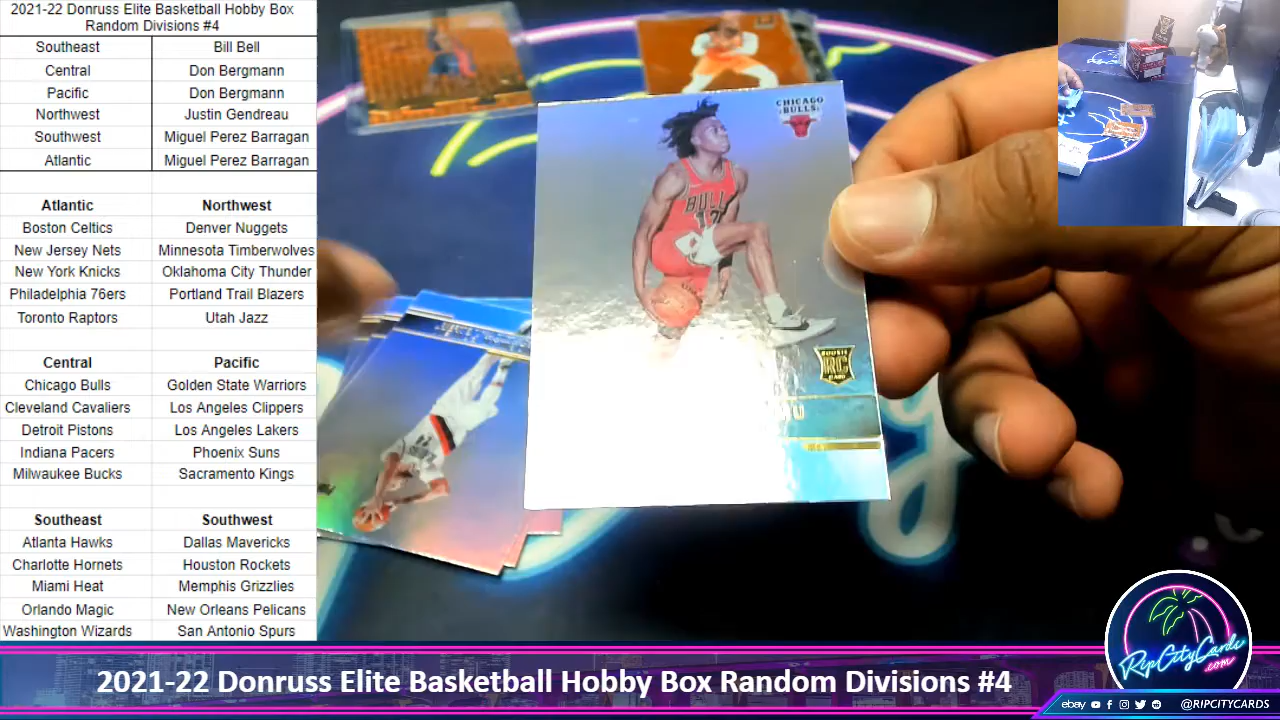 2021-22 Donruss Elite Basketball Hobby Box
Random Divisions #4
Southeast Bill Bell
Central Don Bergmann
Pacific Don Bergmann
Northwest Justin Gendreau
Southwest Miguel Perez Barragan
Atlantic Miguel Perez Barragan
Atlantic Northwest
Boston Celtics Denver Nuggets
New Jersey Nets Minnesota Timberwolves
New York Knicks Oklahoma City Thunder
Philadelphia 76ers Portland Trail Blazers
Toronto Raptors Utah Jazz
Central Pacific
Chicago Bulls Golden State Warriors
Cleveland Cavaliers Los Angeles Clippers
Detroit Pistons Los Angeles Lakers
Indiana Pacers Phoenix Suns
Milwaukee Bucks Sacramento Kings
Southeast Southwest
Atlanta Hawks Dallas Mavericks
Charlotte Hornets Houston Rockets
Miami Heat Memphis Grizzlies
Orlando Magic New Orleans Pelicans
Washington Wizards San Antonio Spurs
CHICAGO
BULLS
BULL
12
ROOKIE
RC
CARD
RipCityCards
.com
2021-22 Donruss Elite Basketball Hobby Box Random Divisions #4
ebay @RIPCITYCARDS